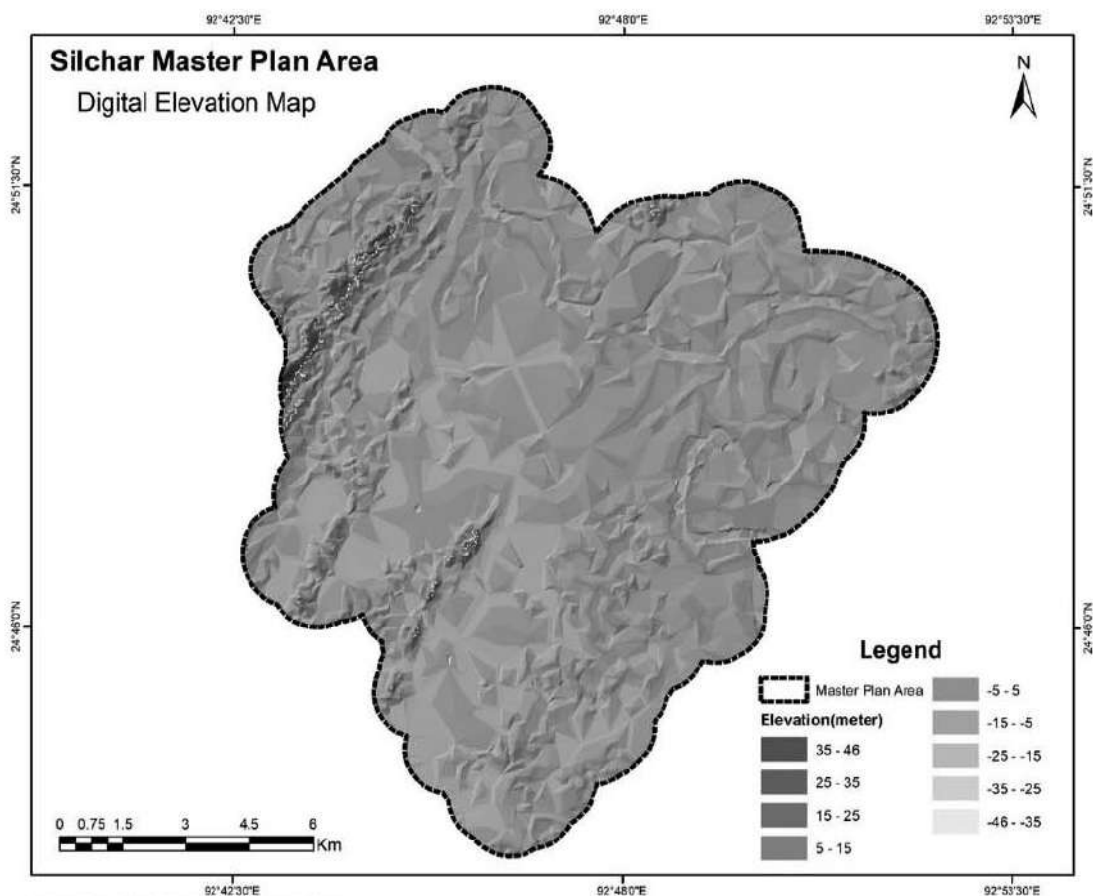 92°42'30"E
92°48'0"E
92°53'30"E
Silchar Master Plan Area
Digital Elevation Map
N
24°51'30"N
24°51'30"N
24°46'0"N
24°46'0"N
Legend
Master Plan Area
Elevation(meter)
35 - 46
25 - 35
15 - 25
5 - 15
-5 - 5
-15 - -5
-25 - -15
-35 - -25
-46 - -35
0 0.75 1.5 3 4.5 6
Km
92°42'30"E
92°48'0"E
92°53'30"E